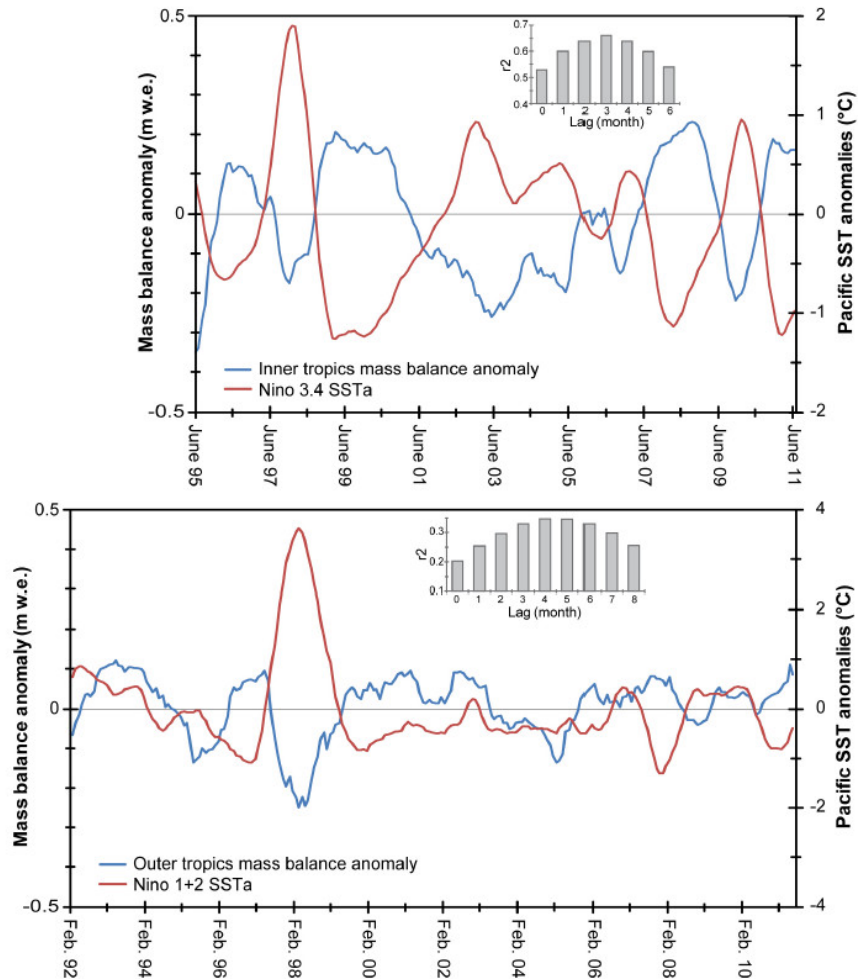 0.5
0
-0.5
Mass balance anomaly (m w.e.)
2
1
0
-1
-2
Pacific SST anomalies (°C)
0.7
0.6
0.5
0.4
r2
0 1 2 3 4 5 6
Lag (month)
Inner tropics mass balance anomaly
Nino 3.4 SSTa
June 95
June 97
June 99
June 01
June 03
June 05
June 07
June 09
June 11
0.5
0
-0.5
Mass balance anomaly (m w.e.)
4
2
0
-2
-4
Pacific SST anomalies (°C)
0.3
0.2
0.1
r2
0 1 2 3 4 5 6 7 8
Lag (month)
Outer tropics mass balance anomaly
Nino 1+2 SSTa
Feb. 92
Feb. 94
Feb. 96
Feb. 98
Feb. 00
Feb. 02
Feb. 04
Feb. 06
Feb. 08
Feb. 10